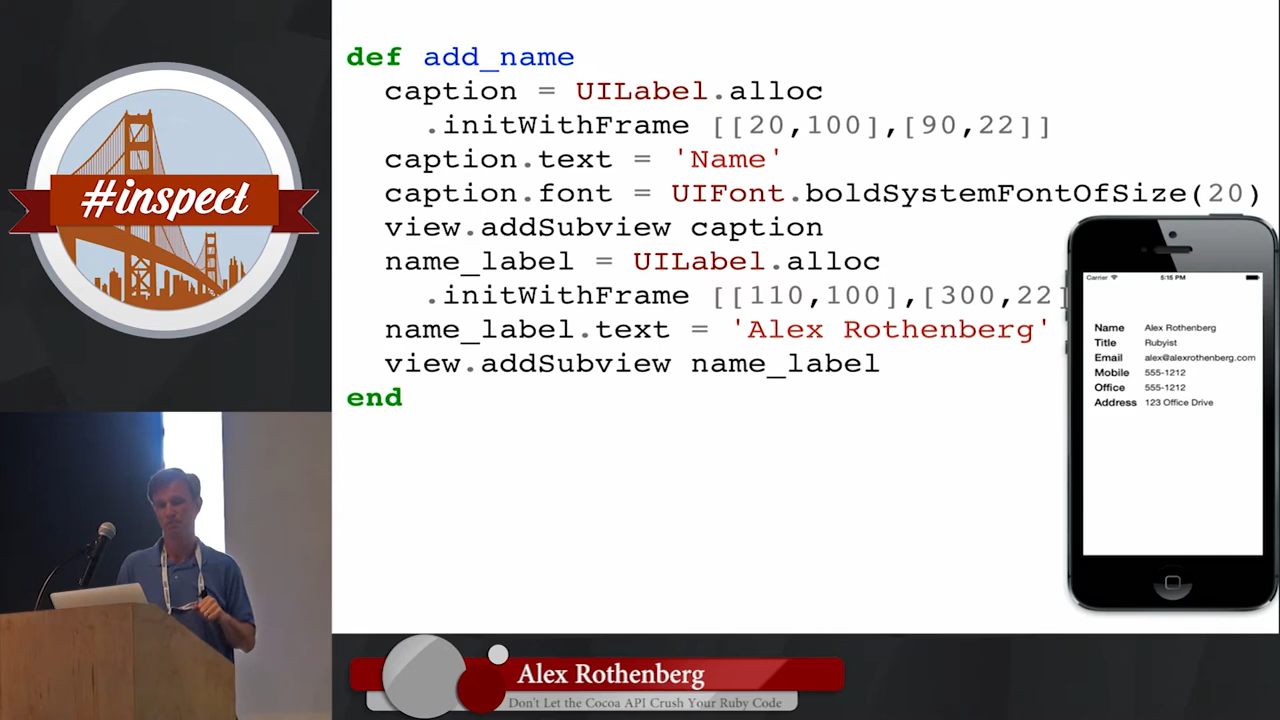 #inspect
def add_name
caption = UILabel.alloc
.initWithFrame [[20,100],[90,22]]
caption.text = 'Name'
caption.font = UIFont.boldSystemFontOfSize(20)
view.addSubview caption
name_label = UILabel.alloc
.initWithFrame [[110,100],[300,22]
name_label.text = 'Alex Rothenberg'
view.addSubview name_label
end
Carrier 5:15 PM
Name Alex Rothenberg
Title Rubyist
Email alex@alexrothenberg.com
Mobile 555-1212
Office 555-1212
Address 123 Office Drive
Alex Rothenberg
Don't Let the Cocoa API Crush Your Ruby Code